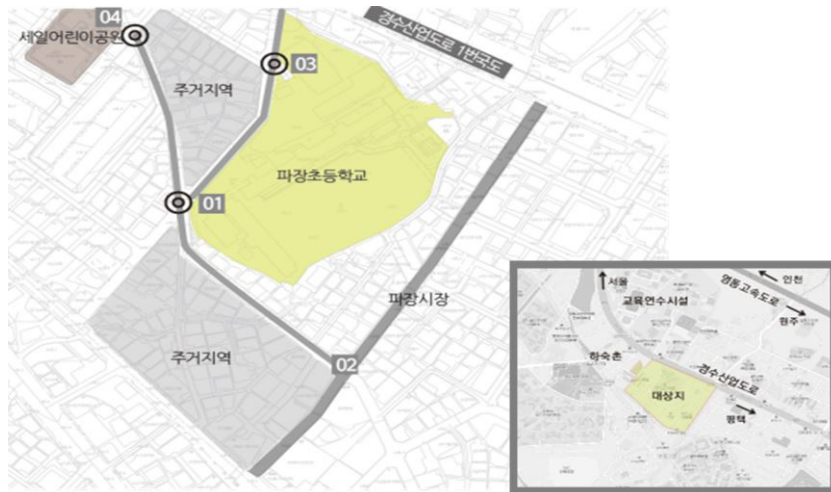 04
세일어린이공원
03
경수산업도로 1번국도
주거지역
파장초등학교
01
파장시장
주거지역
02
서울
인천
교육연수시설
영동고속도로
원주
하숙촌
경수산업도로
대상지
평택